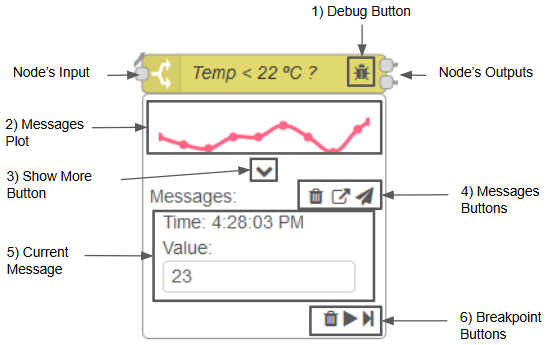 1) Debug Button
Node's Input
Temp < 22 ºC ?
Node's Outputs
2) Messages
Plot
3) Show More
Button
Messages:
4) Messages
Buttons
Time: 4:28:03 PM
Value:
23
5) Current
Message
6) Breakpoint
Buttons